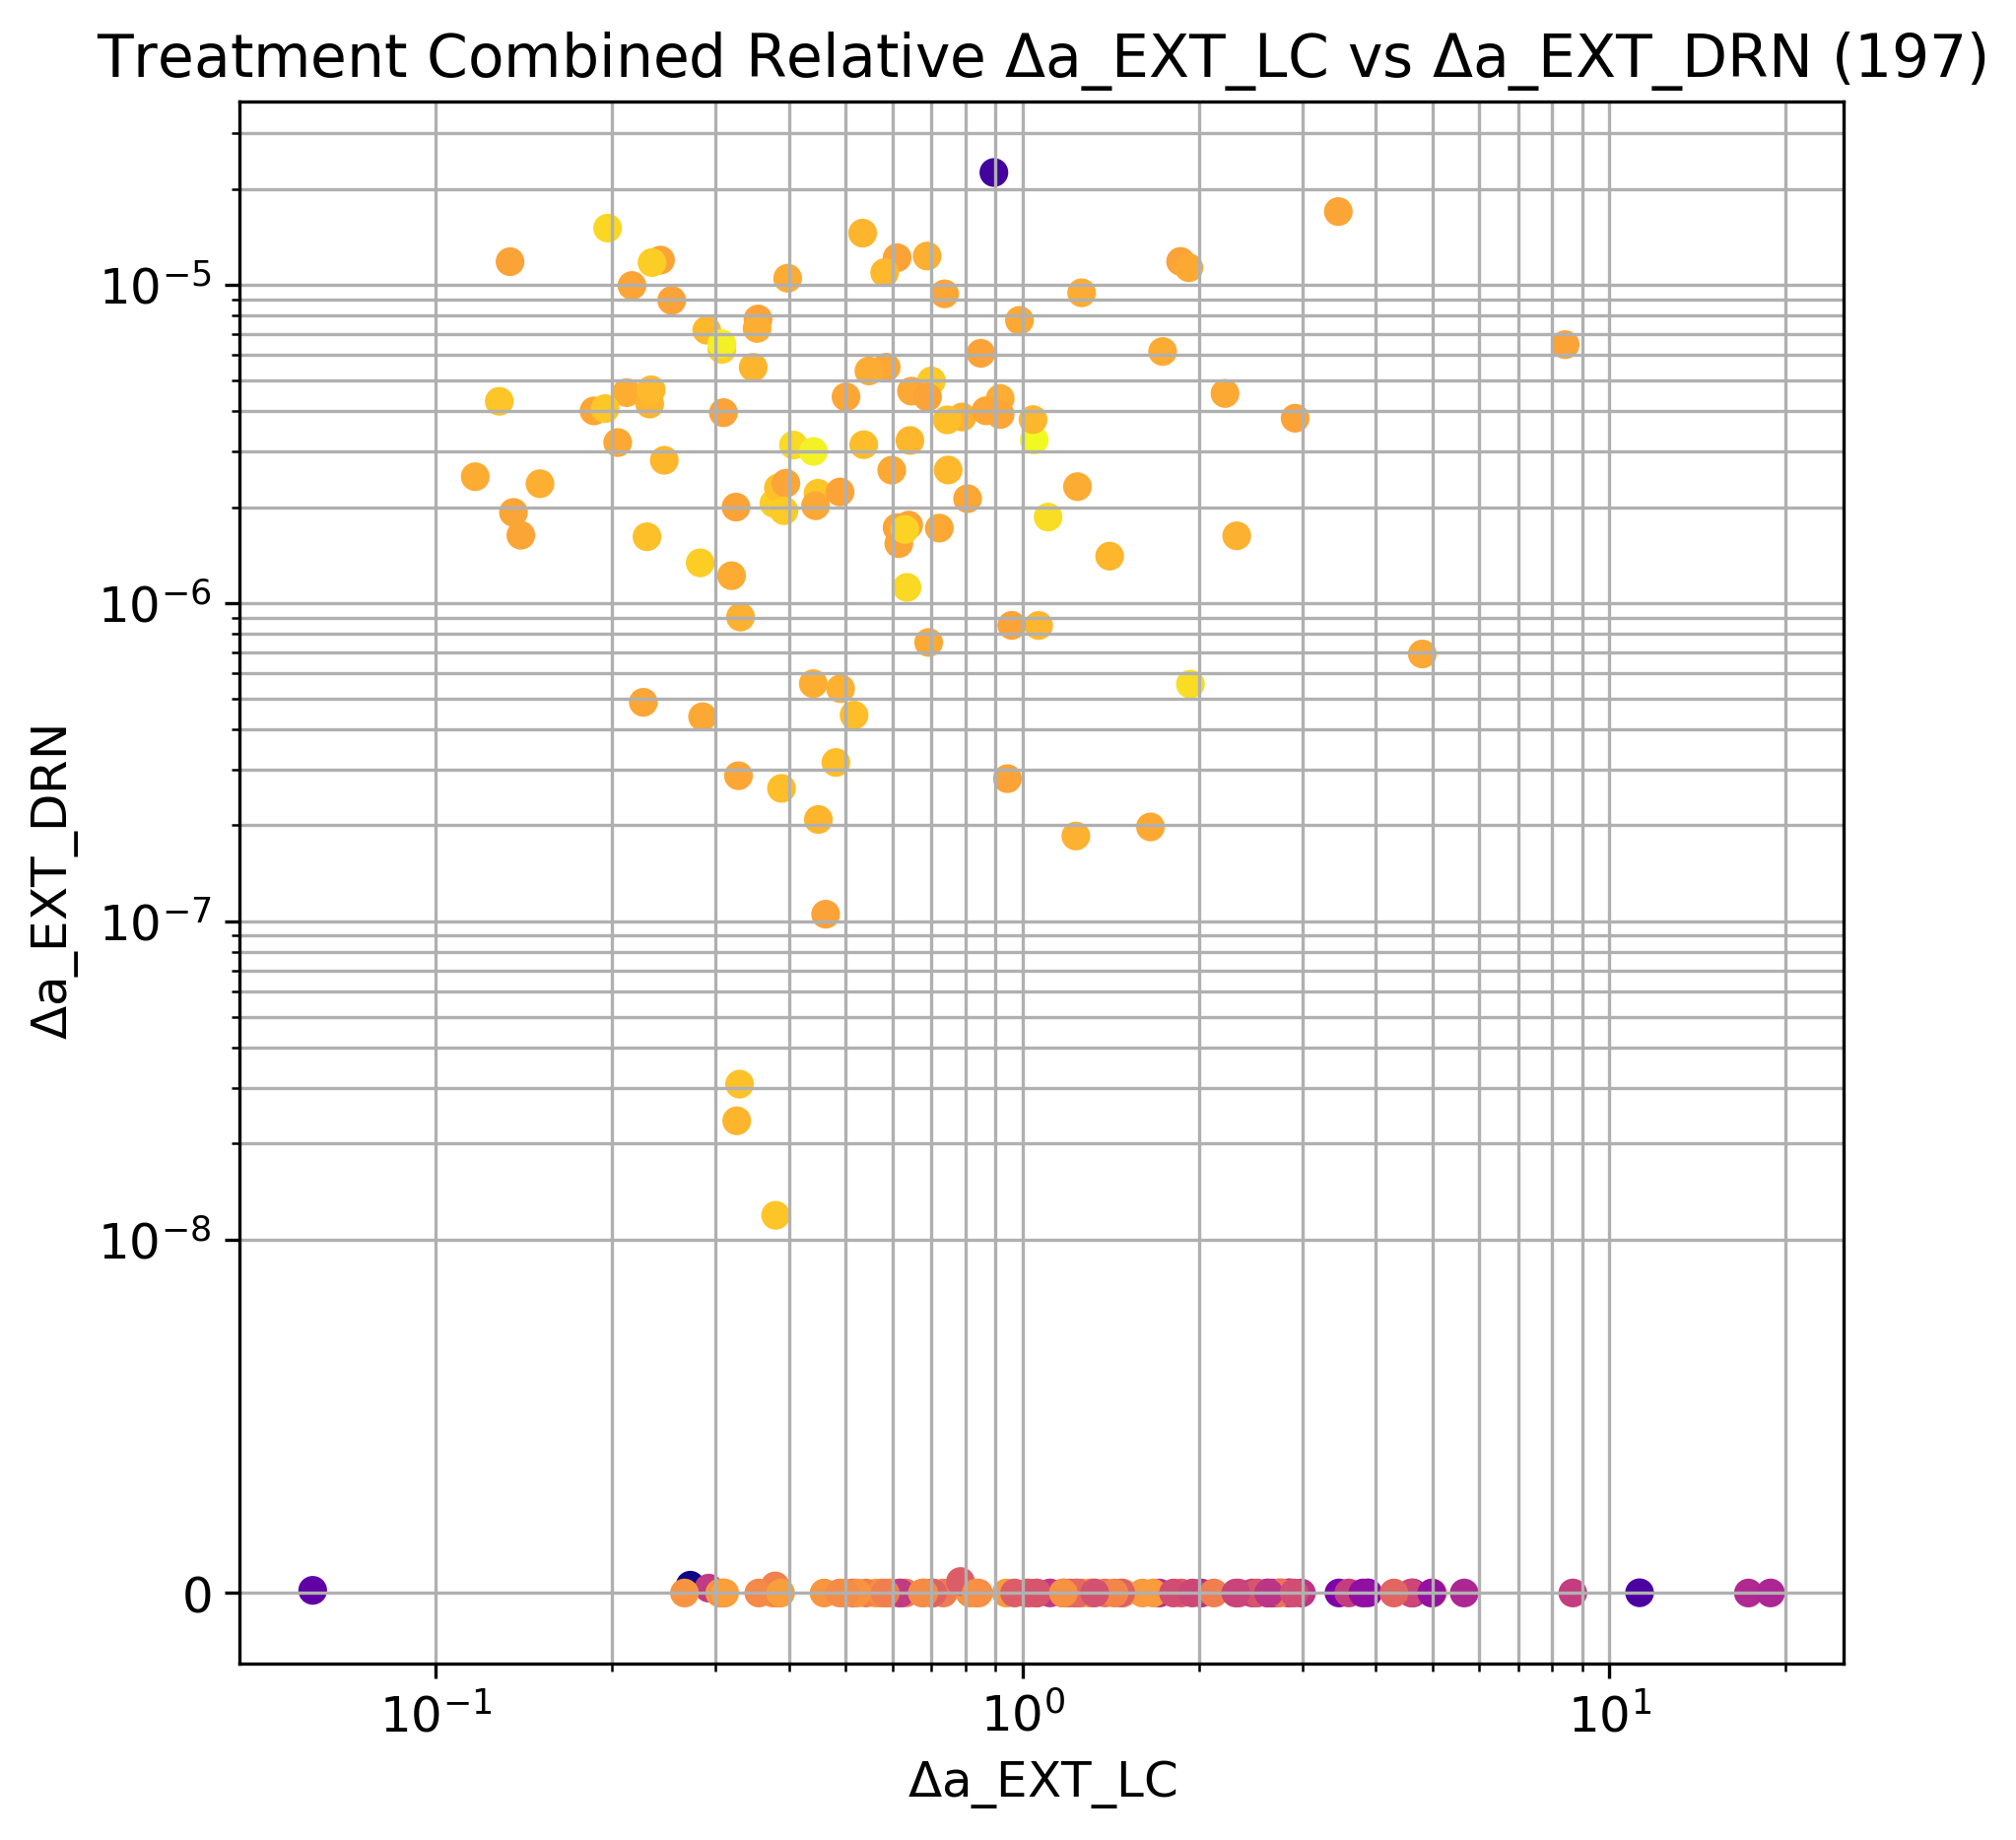 Treatment Combined Relative Δa_EXT_LC vs Δa_EXT_DRN (197)
Δa_EXT_DRN
10⁻⁵
10⁻⁶
10⁻⁷
10⁻⁸
0
10⁻¹ 10⁰ 10¹
Δa_EXT_LC